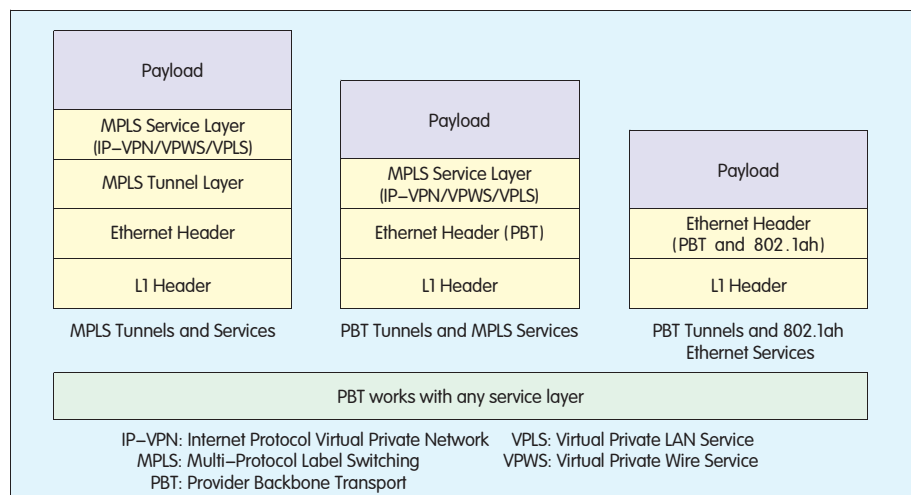 Payload
MPLS Service Layer
(IP–VPN/VPWS/VPLS)
MPLS Tunnel Layer
Ethernet Header
L1 Header
MPLS Tunnels and Services
Payload
MPLS Service Layer
(IP–VPN/VPWS/VPLS)
Ethernet Header (PBT)
L1 Header
PBT Tunnels and MPLS Services
Payload
Ethernet Header
(PBT and 802.1ah)
L1 Header
PBT Tunnels and 802.1ah
Ethernet Services
PBT works with any service layer
IP–VPN: Internet Protocol Virtual Private Network VPLS: Virtual Private LAN Service
MPLS: Multi–Protocol Label Switching VPWS: Virtual Private Wire Service
PBT: Provider Backbone Transport